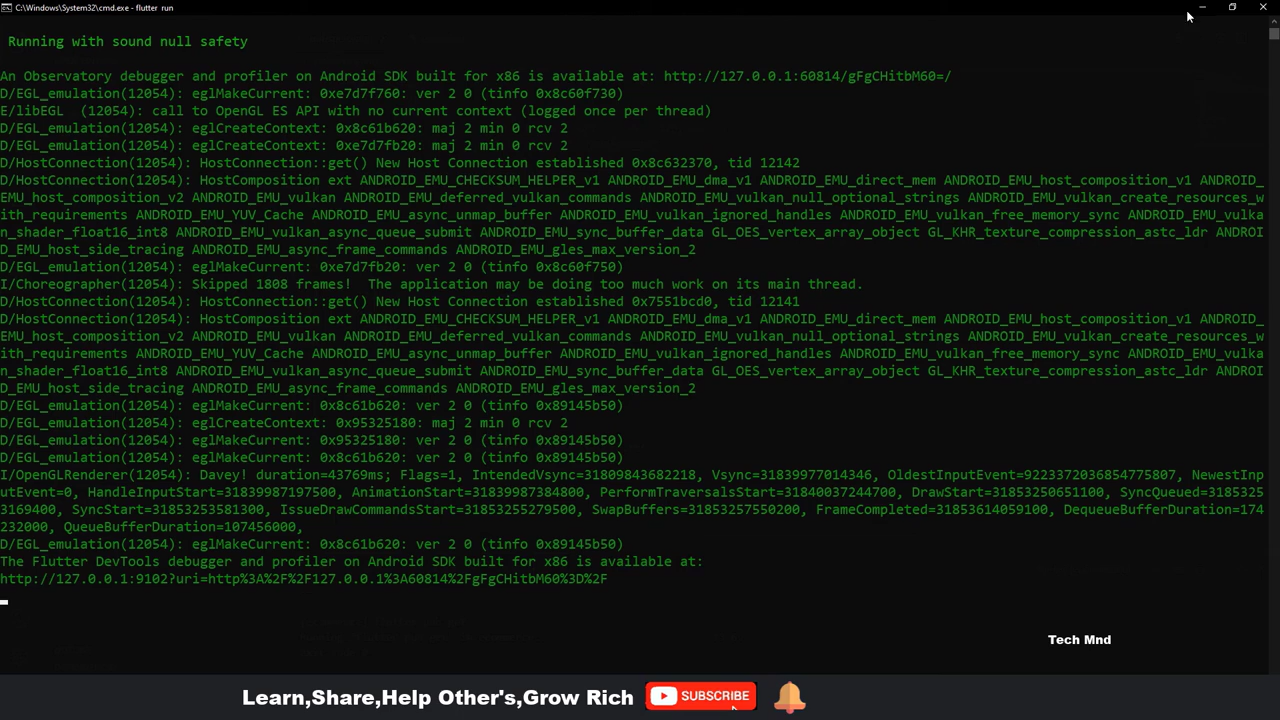 C:\Windows\System32\cmd.exe - flutter run
Running with sound null safety
An Observatory debugger and profiler on Android SDK built for x86 is available at: http://127.0.0.1:60814/gFgCHitbM60=/
D/EGL_emulation(12054): eglMakeCurrent: 0xe7d7f760: ver 2 0 (tinfo 0x8c60f730)
E/libEGL  (12054): call to OpenGL ES API with no current context (logged once per thread)
D/EGL_emulation(12054): eglCreateContext: 0x8c61b620: maj 2 min 0 rcv 2
D/EGL_emulation(12054): eglCreateContext: 0xe7d7fb20: maj 2 min 0 rcv 2
D/HostConnection(12054): HostConnection::get() New Host Connection established 0x8c632370, tid 12142
D/HostConnection(12054): HostComposition ext ANDROID_EMU_CHECKSUM_HELPER_v1 ANDROID_EMU_dma_v1 ANDROID_EMU_direct_mem ANDROID_EMU_host_composition_v1 ANDROID_
EMU_host_composition_v2 ANDROID_EMU_vulkan ANDROID_EMU_deferred_vulkan_commands ANDROID_EMU_vulkan_null_optional_strings ANDROID_EMU_vulkan_create_resources_w
ith_requirements ANDROID_EMU_YUV_Cache ANDROID_EMU_async_unmap_buffer ANDROID_EMU_vulkan_ignored_handles ANDROID_EMU_vulkan_free_memory_sync ANDROID_EMU_vulka
n_shader_float16_int8 ANDROID_EMU_vulkan_async_queue_submit ANDROID_EMU_sync_buffer_data GL_OES_vertex_array_object GL_KHR_texture_compression_astc_ldr ANDROI
D_EMU_host_side_tracing ANDROID_EMU_async_frame_commands ANDROID_EMU_gles_max_version_2
D/EGL_emulation(12054): eglMakeCurrent: 0xe7d7fb20: ver 2 0 (tinfo 0x8c60f750)
I/Choreographer(12054): Skipped 1808 frames!  The application may be doing too much work on its main thread.
D/HostConnection(12054): HostConnection::get() New Host Connection established 0x7551bcd0, tid 12141
D/HostConnection(12054): HostComposition ext ANDROID_EMU_CHECKSUM_HELPER_v1 ANDROID_EMU_dma_v1 ANDROID_EMU_direct_mem ANDROID_EMU_host_composition_v1 ANDROID_
EMU_host_composition_v2 ANDROID_EMU_vulkan ANDROID_EMU_deferred_vulkan_commands ANDROID_EMU_vulkan_null_optional_strings ANDROID_EMU_vulkan_create_resources_w
ith_requirements ANDROID_EMU_YUV_Cache ANDROID_EMU_async_unmap_buffer ANDROID_EMU_vulkan_ignored_handles ANDROID_EMU_vulkan_free_memory_sync ANDROID_EMU_vulka
n_shader_float16_int8 ANDROID_EMU_vulkan_async_queue_submit ANDROID_EMU_sync_buffer_data GL_OES_vertex_array_object GL_KHR_texture_compression_astc_ldr ANDROI
D_EMU_host_side_tracing ANDROID_EMU_async_frame_commands ANDROID_EMU_gles_max_version_2
D/EGL_emulation(12054): eglMakeCurrent: 0x8c61b620: ver 2 0 (tinfo 0x89145b50)
D/EGL_emulation(12054): eglCreateContext: 0x95325180: maj 2 min 0 rcv 2
D/EGL_emulation(12054): eglMakeCurrent: 0x95325180: ver 2 0 (tinfo 0x89145b50)
D/EGL_emulation(12054): eglMakeCurrent: 0x8c61b620: ver 2 0 (tinfo 0x89145b50)
I/OpenGLRenderer(12054): Davey! duration=43769ms; Flags=1, IntendedVsync=31809843682218, Vsync=31839977014346, OldestInputEvent=9223372036854775807, NewestInp
utEvent=0, HandleInputStart=31839987197500, AnimationStart=31839987384800, PerformTraversalsStart=31840037244700, DrawStart=31853250651100, SyncQueued=3185325
3169400, SyncStart=31853253581300, IssueDrawCommandsStart=31853255279500, SwapBuffers=31853257550200, FrameCompleted=31853614059100, DequeueBufferDuration=174
232000, QueueBufferDuration=107456000,
D/EGL_emulation(12054): eglMakeCurrent: 0x8c61b620: ver 2 0 (tinfo 0x89145b50)
The Flutter DevTools debugger and profiler on Android SDK built for x86 is available at:
http://127.0.0.1:9102?uri=http%3A%2F%2F127.0.0.1%3A60814%2FgFgCHitbM60%3D%2F
Tech Mnd
Learn,Share,Help Other's,Grow Rich
SUBSCRIBE